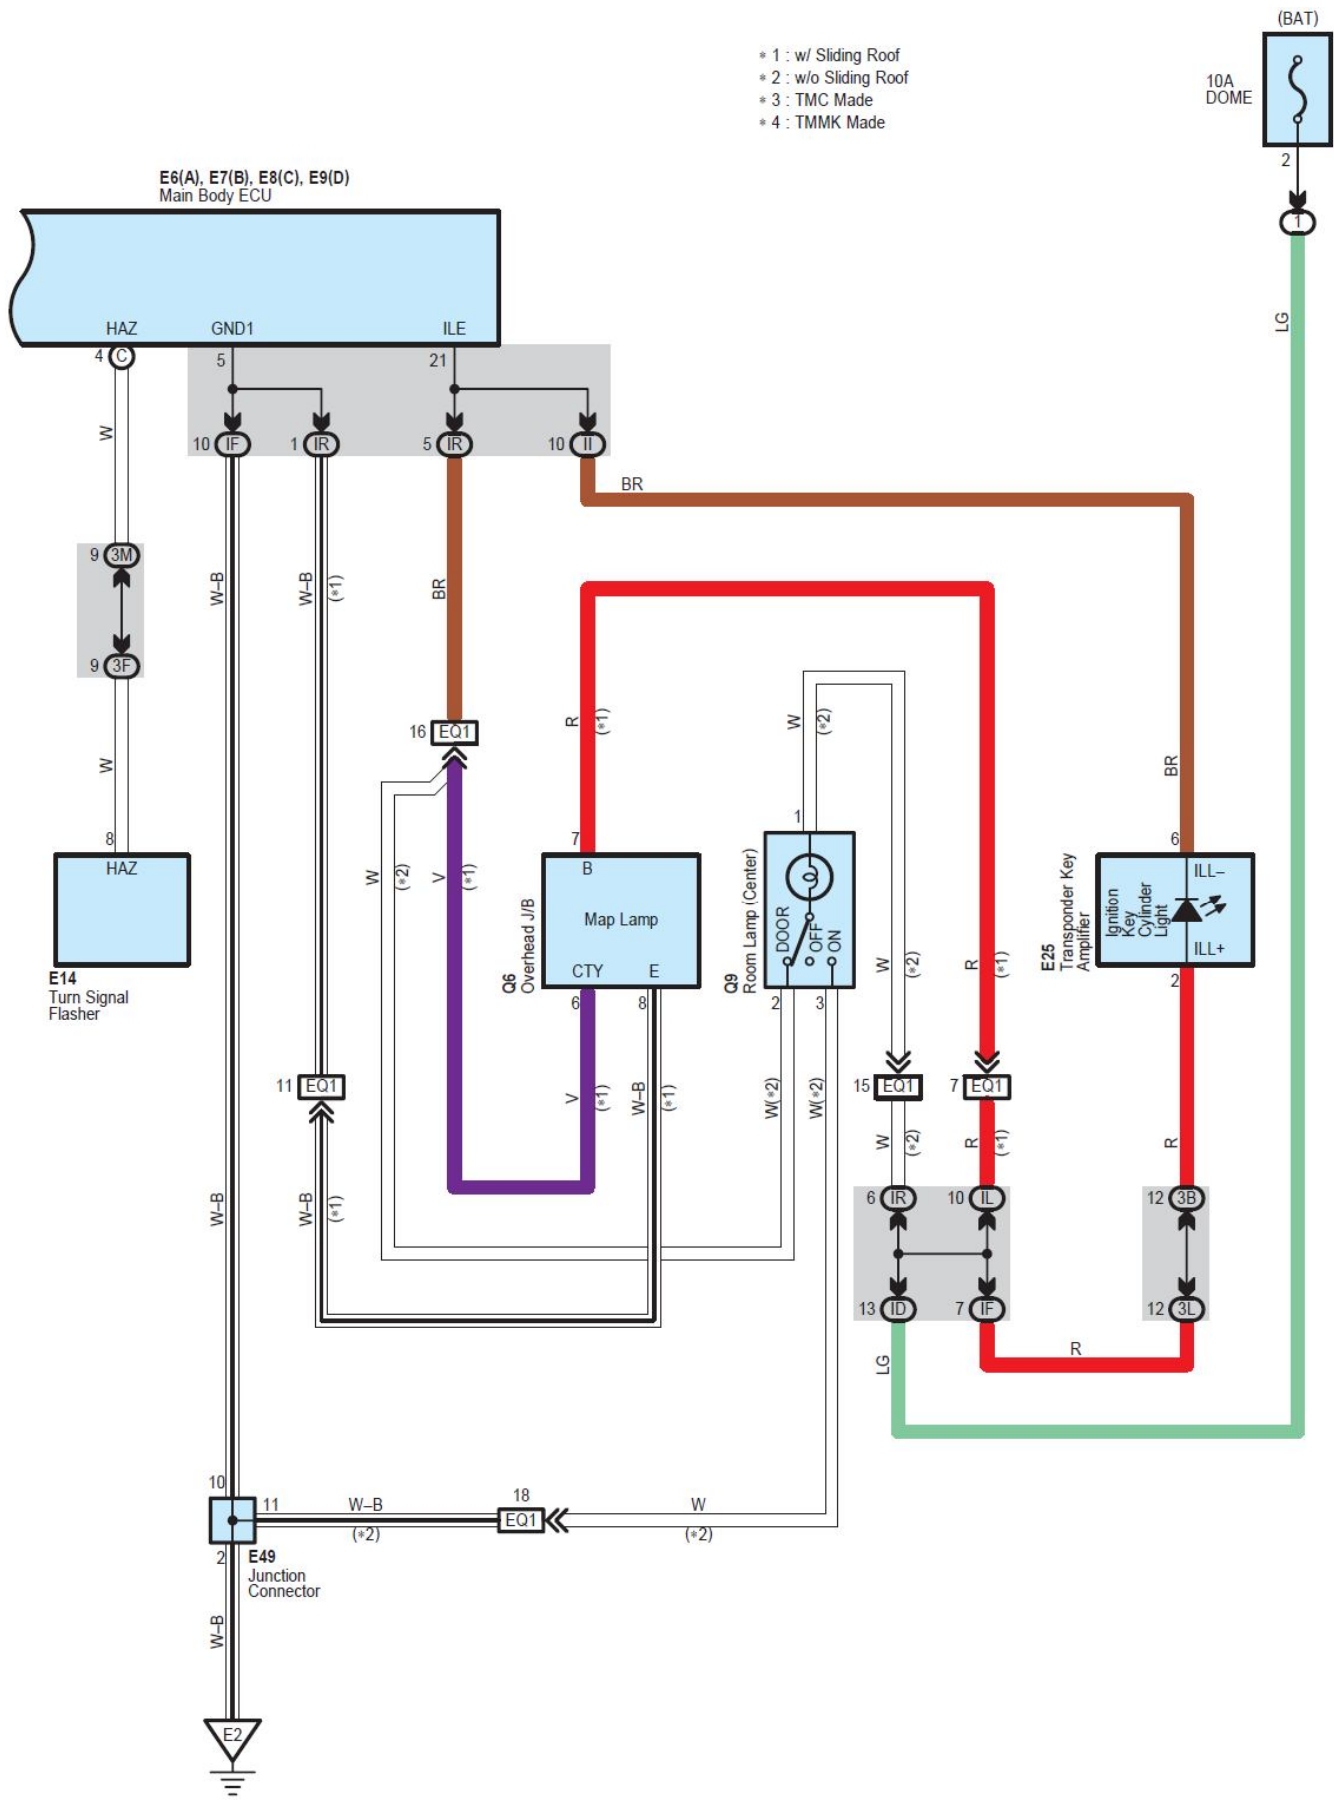 (BAT)
10A
DOME
2
1
LG
* 1 : w/ Sliding Roof
* 2 : w/o Sliding Roof
* 3 : TMC Made
* 4 : TMMK Made
E6(A), E7(B), E8(C), E9(D)
Main Body ECU
HAZ
GND1
ILE
4 C
5
21
10 IF
1 IR
5 IR
10 II
W
BR
9 3M
W–B
W–B
(*1)
BR
9 3F
16 EQ1
R
(*1)
W
(*2)
W
BR
8
HAZ
E14
Turn Signal
Flasher
W
(*2)
V
(*1)
7
B
Map Lamp
CTY
E
6
8
Q6
Overhead J/B
1
DOOR
OFF
ON
2
3
Q9
Room Lamp (Center)
W
(*2)
R
(*1)
6
ILL–
Ignition
Key
Cylinder
Light
ILL+
2
E25
Transponder Key
Amplifier
11 EQ1
V
(*1)
W–B
(*1)
W(*2)
W(*2)
15 EQ1
7 EQ1
W
(*2)
R
(*1)
R
W–B
W–B
(*1)
6 IR
10 IL
12 3B
13 ID
7 IF
12 3L
LG
R
10
11
W–B
(*2)
18
EQ1
W
(*2)
2
E49
Junction
Connector
W–B
E2